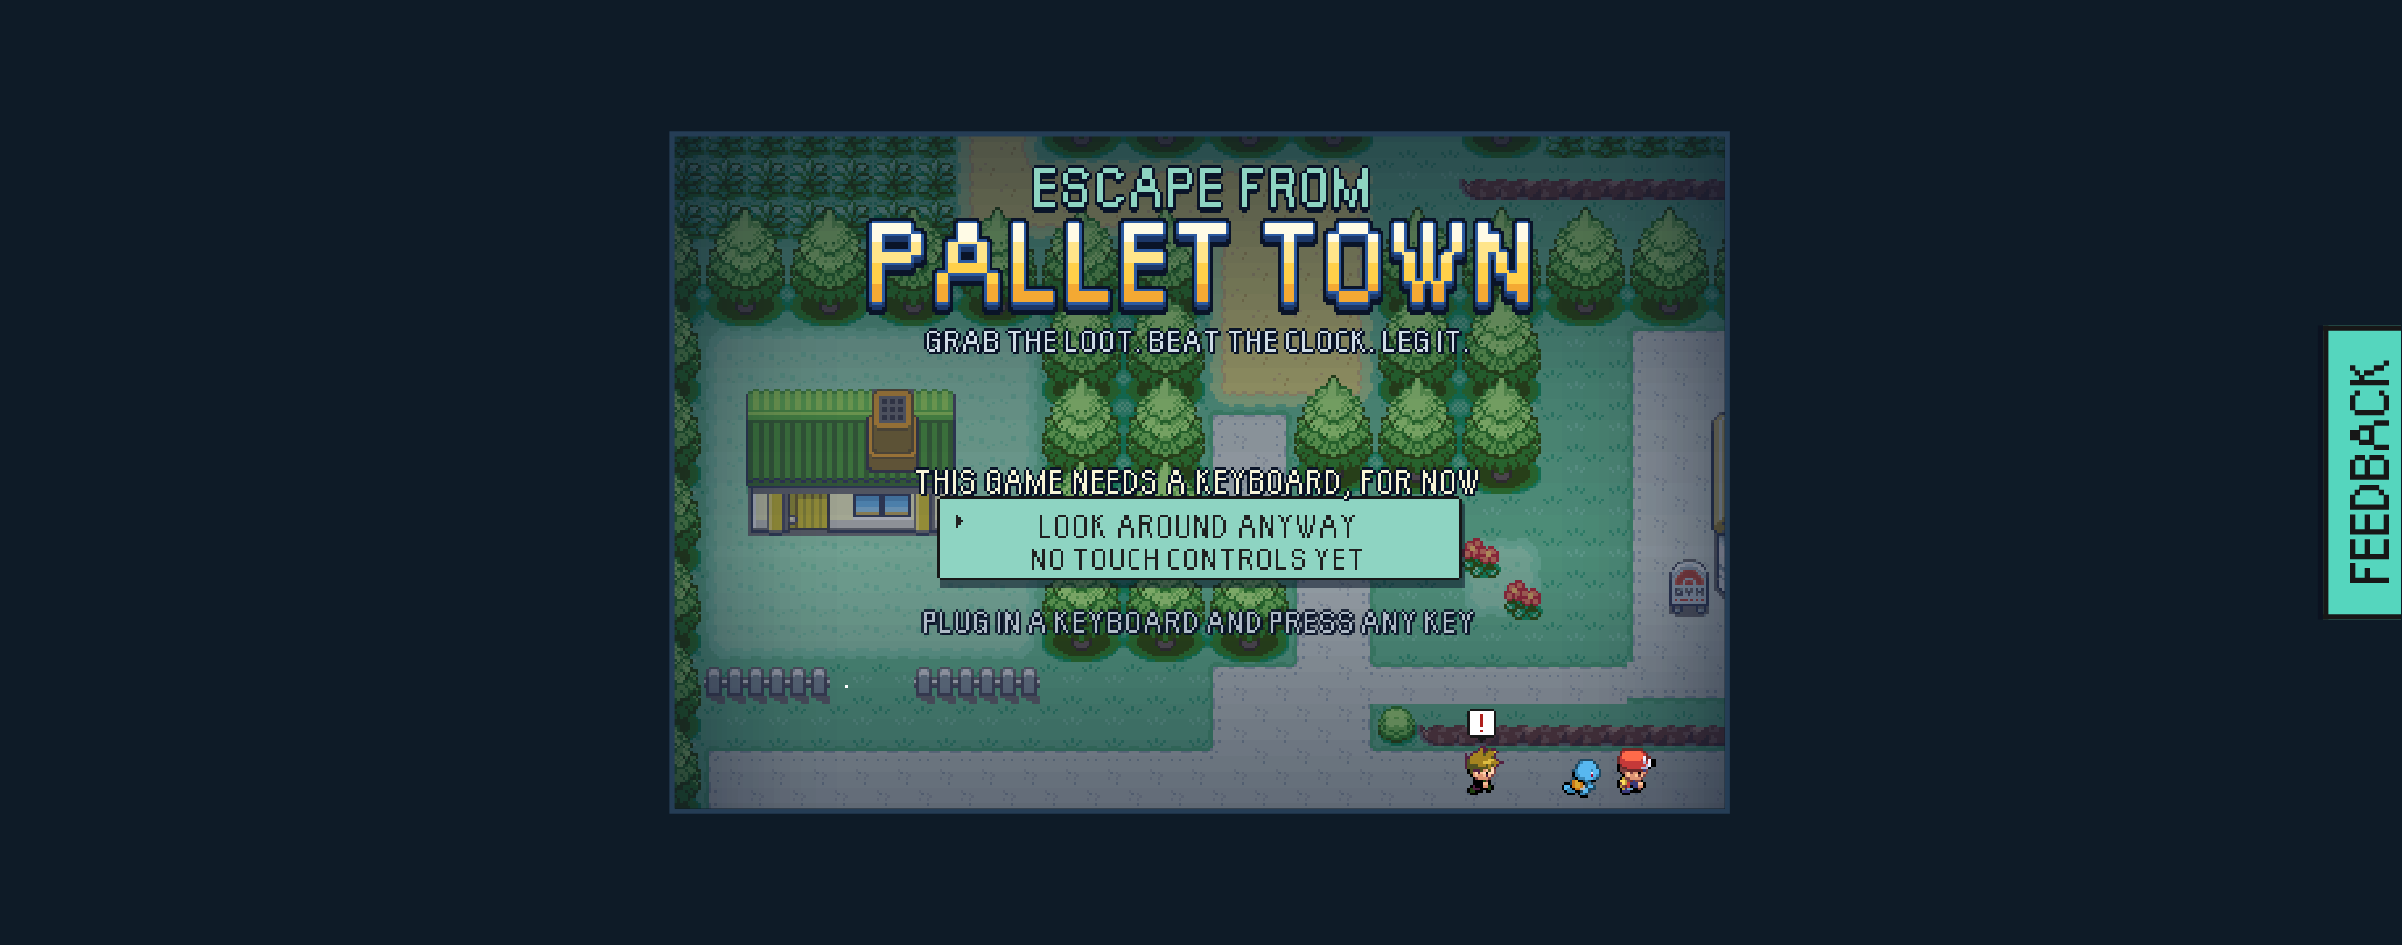 ESCAPE FROM
PALLET TOWN
GRAB THE LOOT. BEAT THE CLOCK. LEG IT.
THIS GAME NEEDS A KEYBOARD, FOR NOW
LOOK AROUND ANYWAY
NO TOUCH CONTROLS YET
PLUG IN A KEYBOARD AND PRESS ANY KEY
GYM
!
FEEDBACK